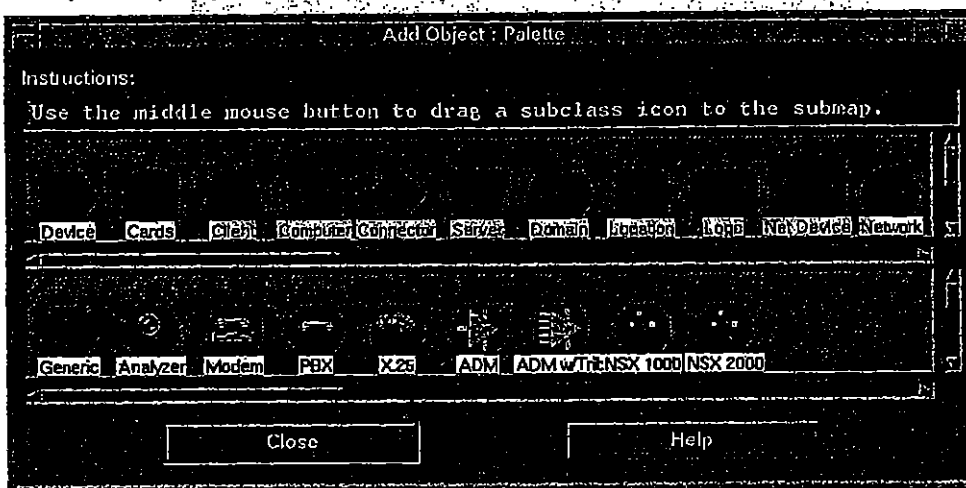 Add Object : Palette
Instructions:
Use the middle mouse button to drag a subclass icon to the submap.
Device Cards Client Computer Connector Server Domain Location Logo Net Device Network
Generic Analyzer Modem PBX X.25 ADM ADM w/Trib NSX 1000 NSX 2000
Close Help